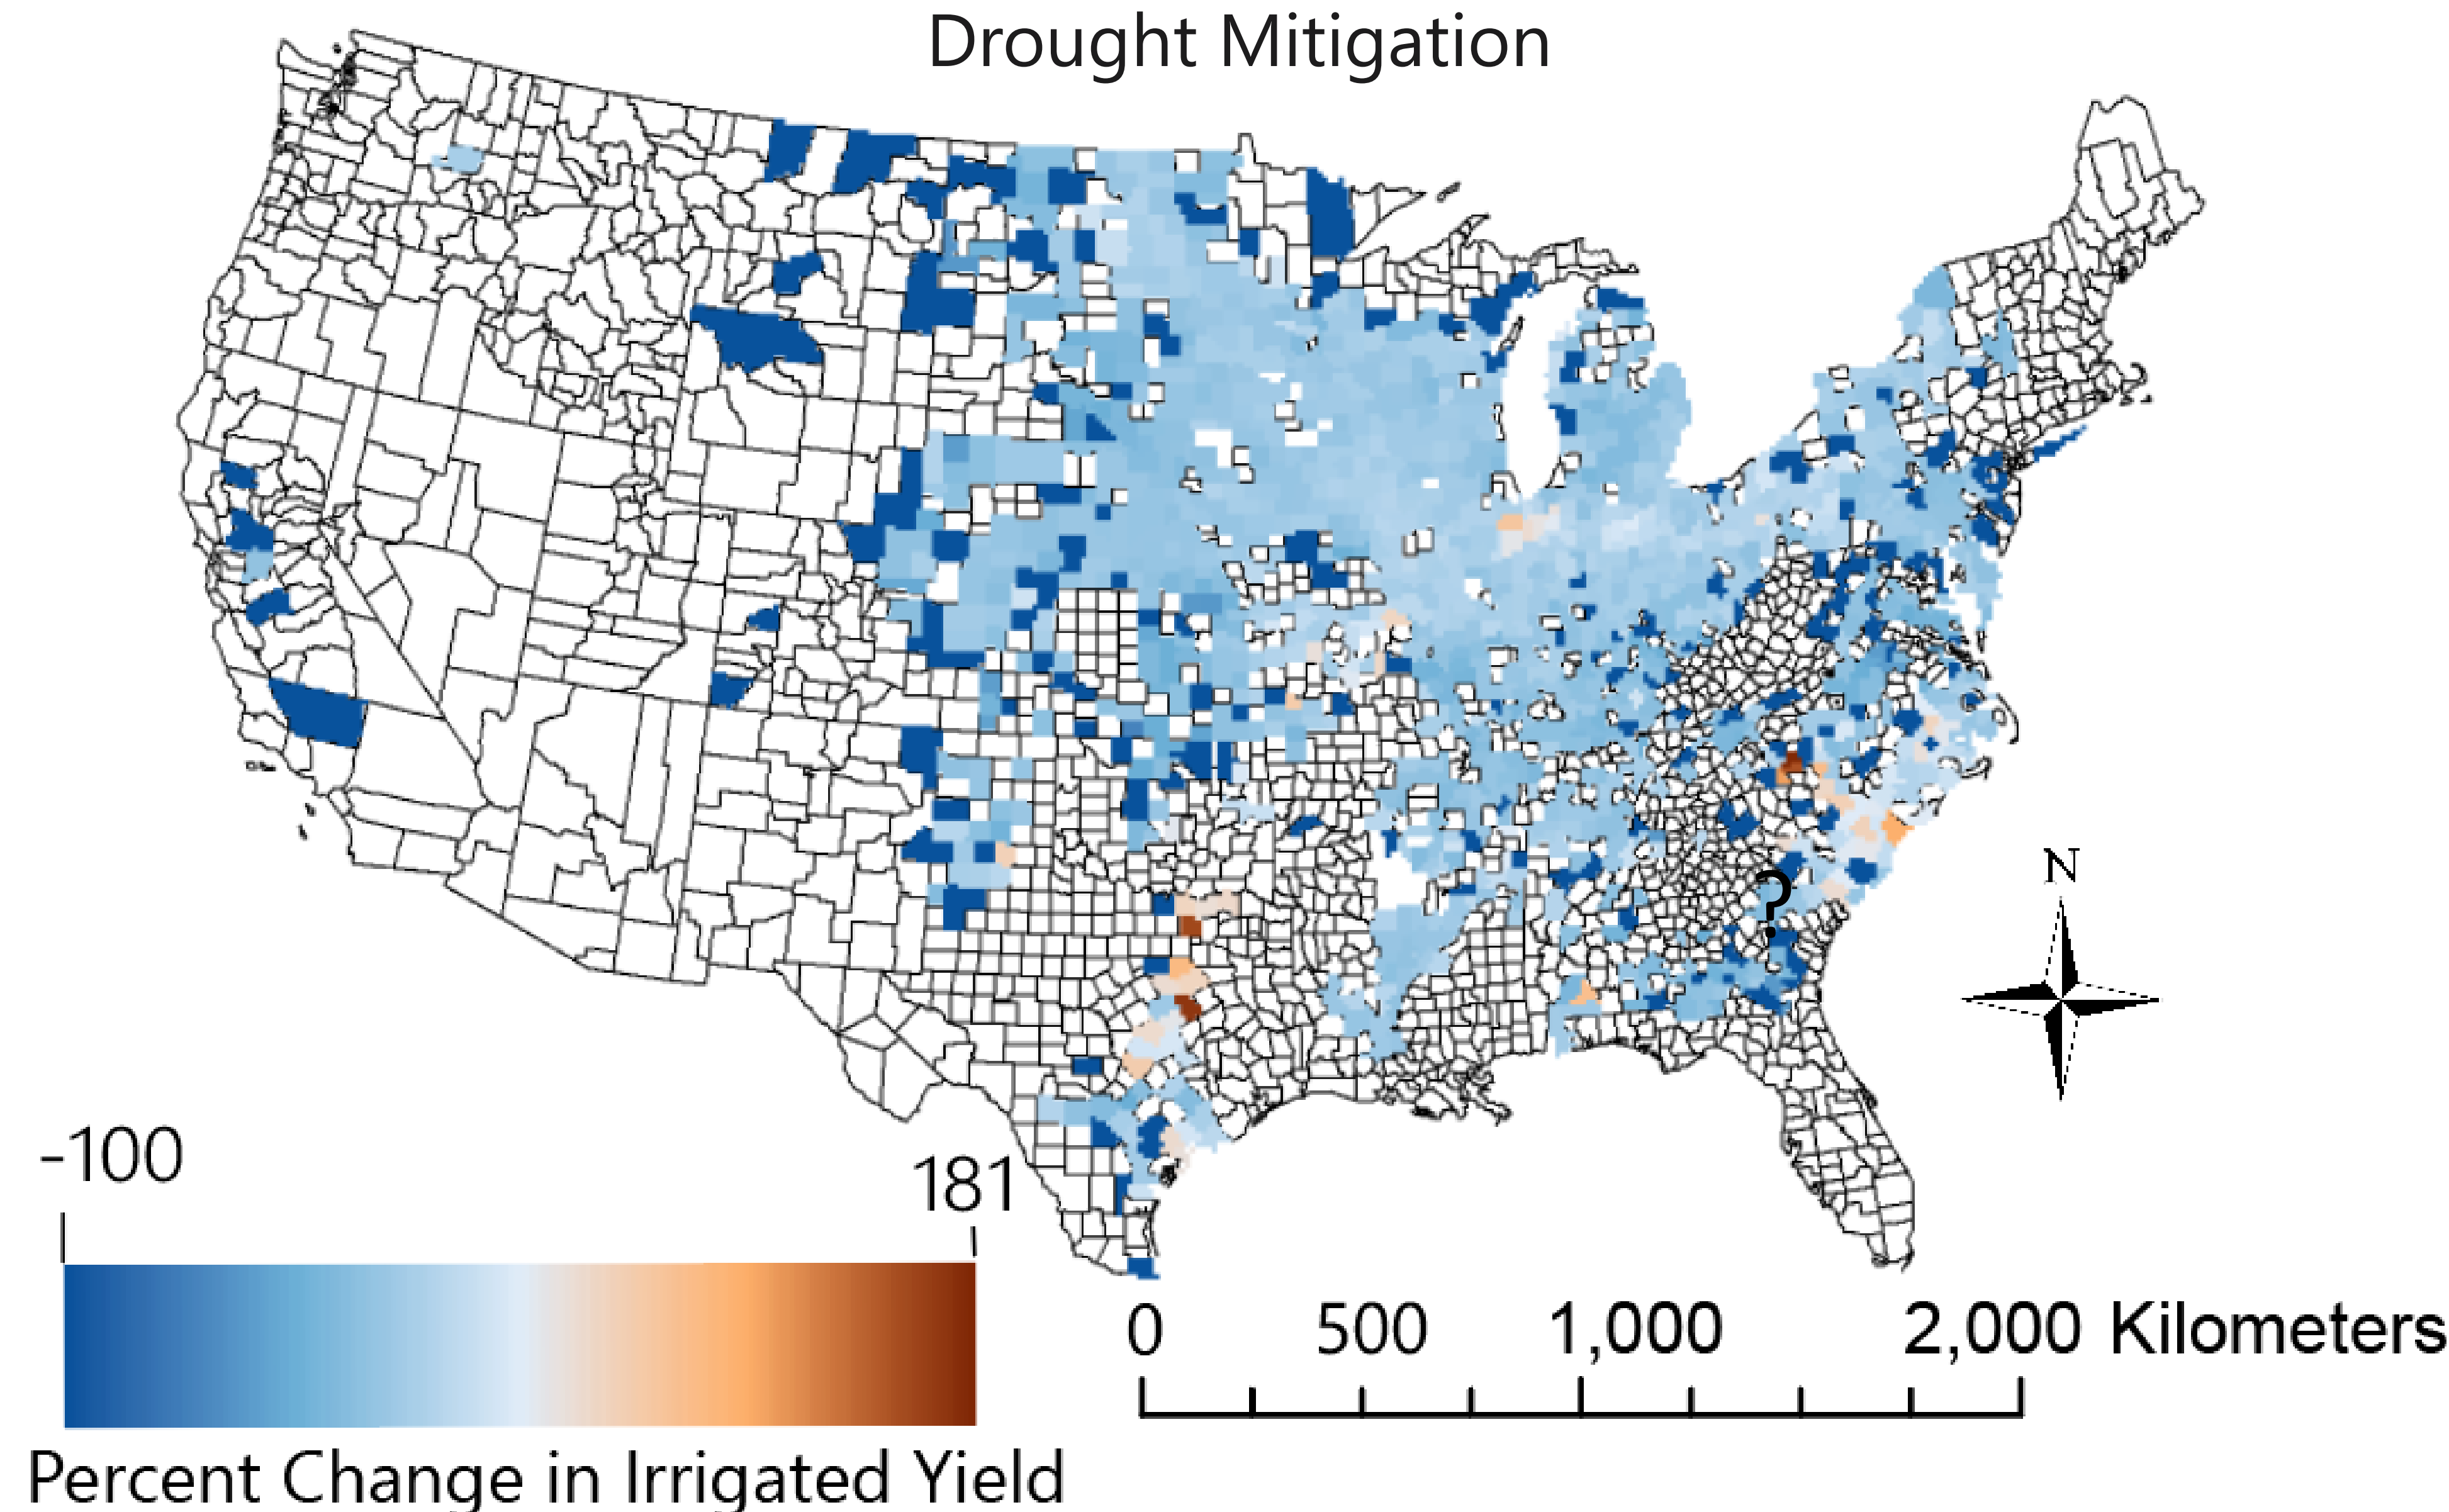 Drought Mitigation
?
N
-100
181
0 500 1,000 2,000 Kilometers
Percent Change in Irrigated Yield